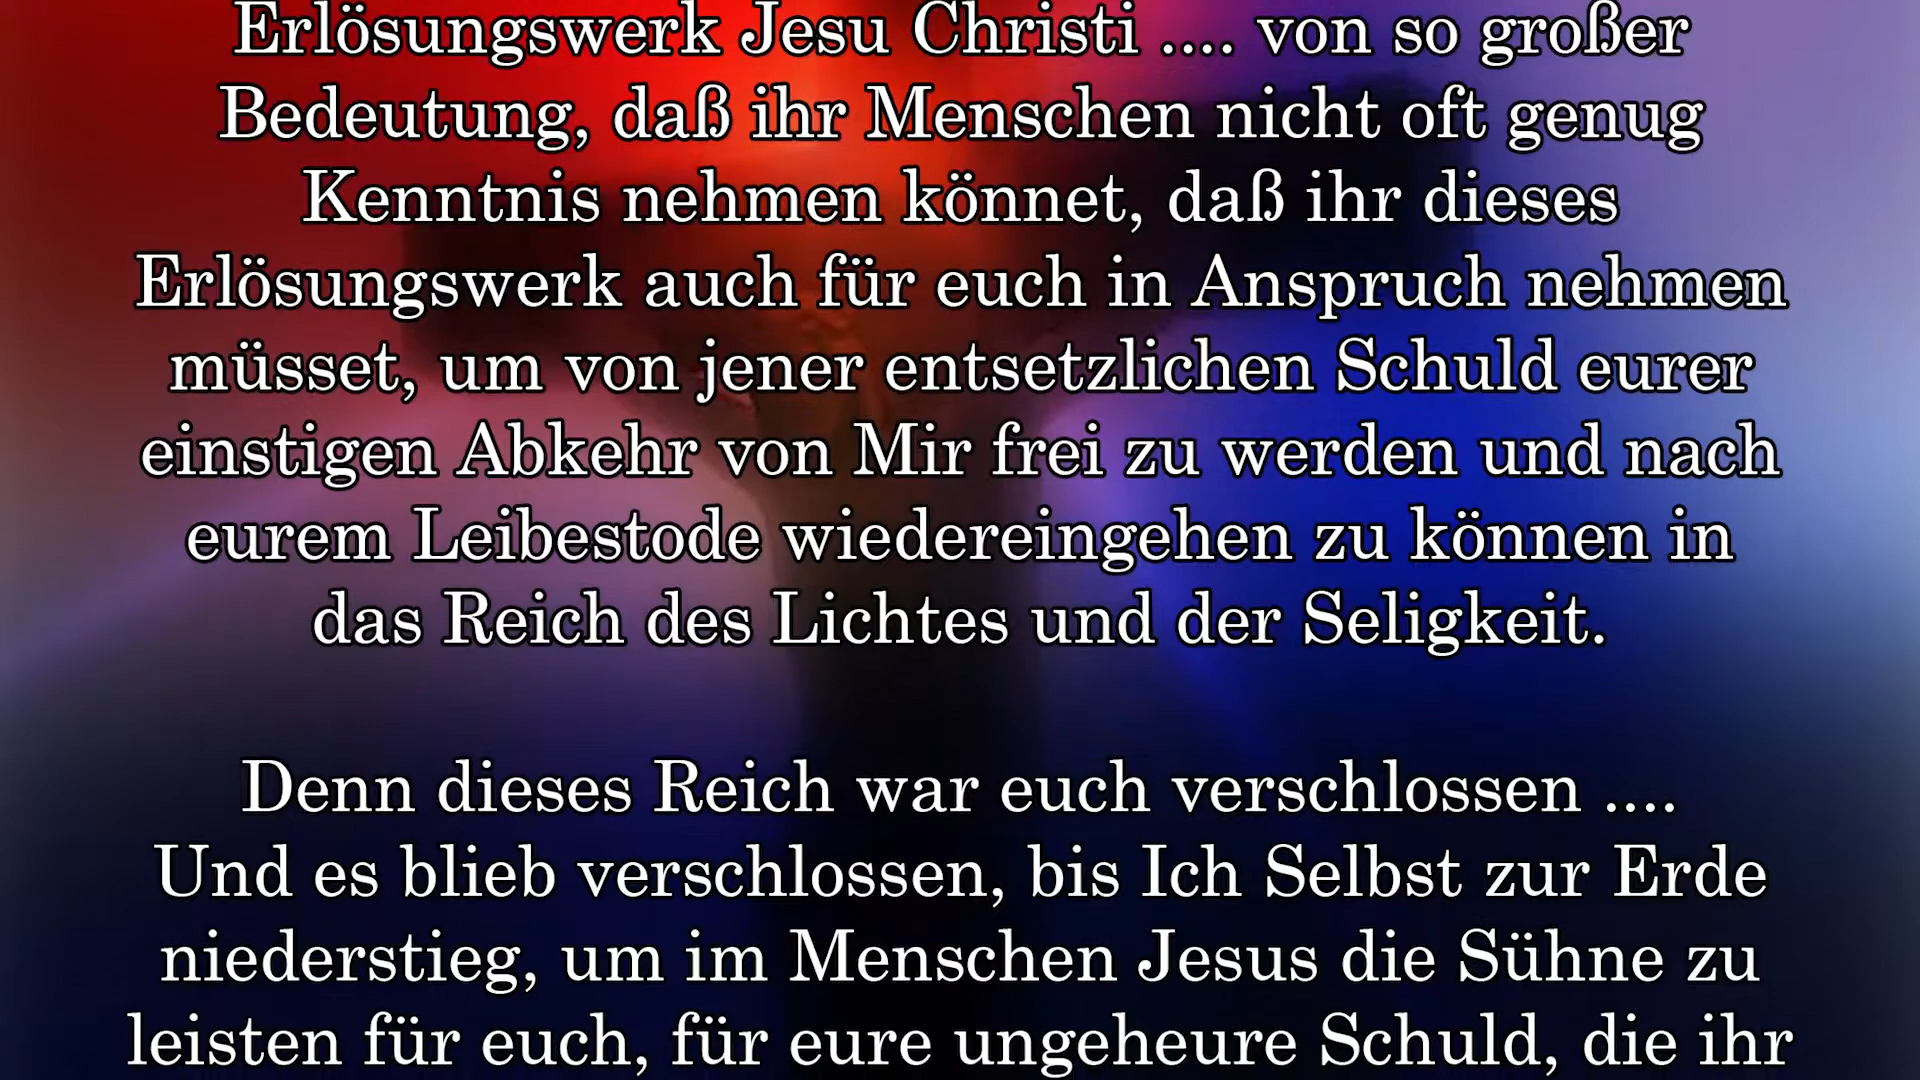 Erlösungswerk Jesu Christi .... von so großer
Bedeutung, daß ihr Menschen nicht oft genug
Kenntnis nehmen könnet, daß ihr dieses
Erlösungswerk auch für euch in Anspruch nehmen
müsset, um von jener entsetzlichen Schuld eurer
einstigen Abkehr von Mir frei zu werden und nach
eurem Leibestode wiedereingehen zu können in
das Reich des Lichtes und der Seligkeit.
Denn dieses Reich war euch verschlossen ....
Und es blieb verschlossen, bis Ich Selbst zur Erde
niederstieg, um im Menschen Jesus die Sühne zu
leisten für euch, für eure ungeheure Schuld, die ihr